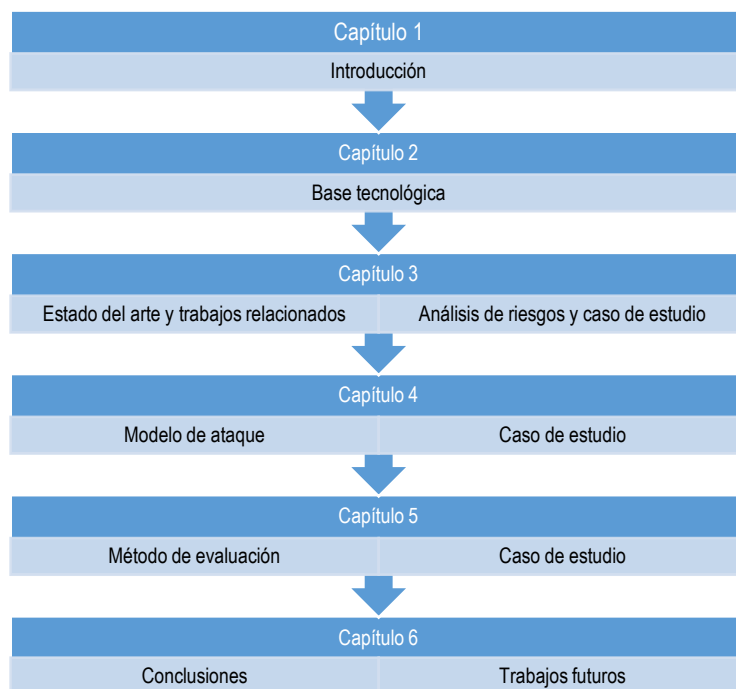 Capítulo 1
Introducción
Capítulo 2
Base tecnológica
Capítulo 3
Estado del arte y trabajos relacionados
Análisis de riesgos y caso de estudio
Capítulo 4
Modelo de ataque
Caso de estudio
Capítulo 5
Método de evaluación
Caso de estudio
Capítulo 6
Conclusiones
Trabajos futuros